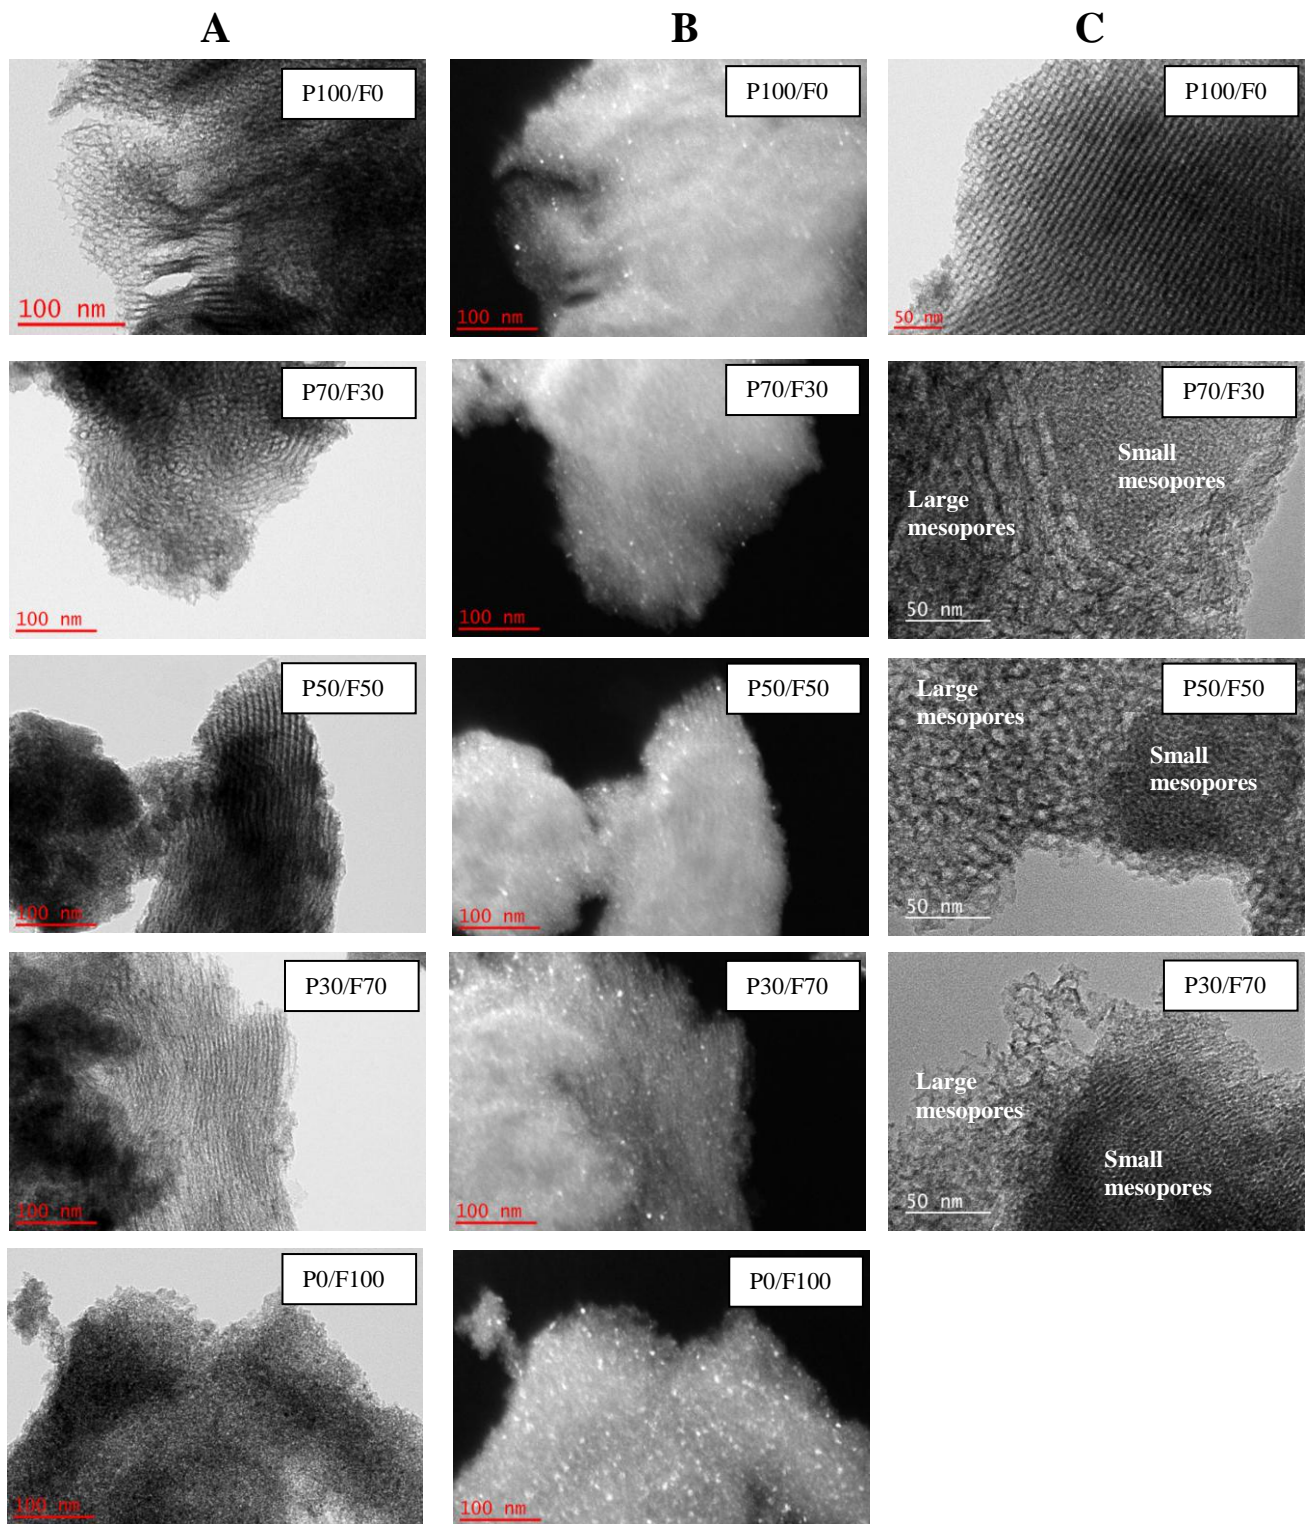 A B C
P100/F0 P100/F0 P100/F0
100 nm 100 nm 50 nm
P70/F30 P70/F30 P70/F30
Small
mesopores
Large
mesopores
100 nm 100 nm 50 nm
P50/F50 P50/F50 P50/F50
Large
mesopores
Small
mesopores
100 nm 100 nm 50 nm
P30/F70 P30/F70 P30/F70
Large
mesopores
Small
mesopores
100 nm 100 nm 50 nm
P0/F100 P0/F100
100 nm 100 nm